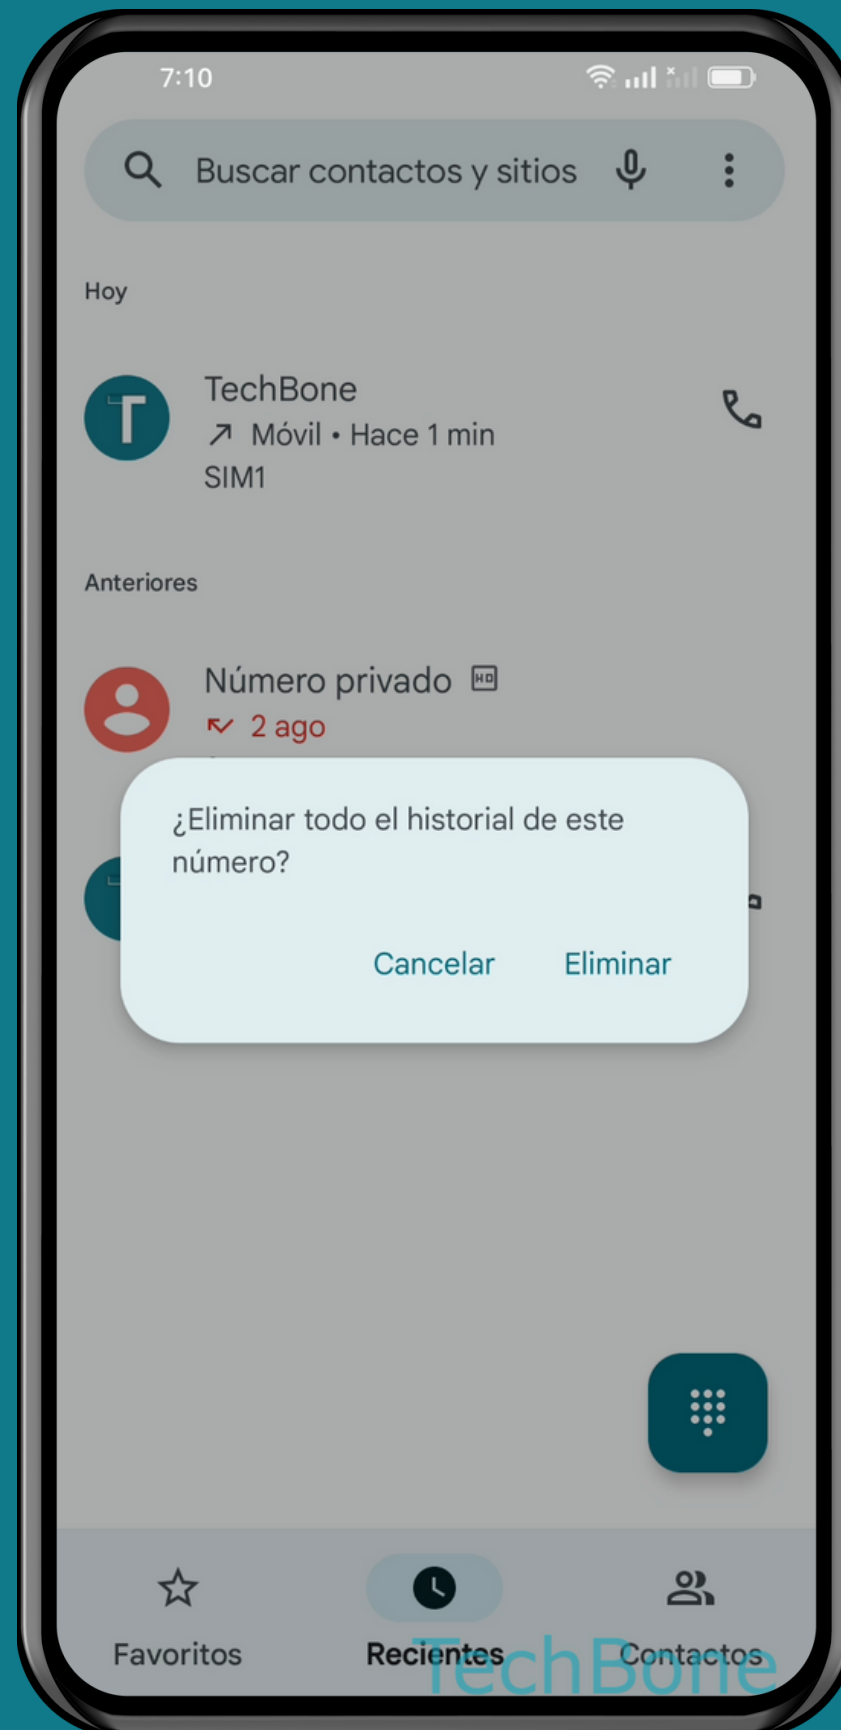 7:10
Buscar contactos y sitios
Hoy
T
TechBone
Móvil • Hace 1 min
SIM1
Anteriores
Número privado HD
2 ago
¿Eliminar todo el historial de este
número?
Cancelar Eliminar
Favoritos Recientes Contactos
TechBone